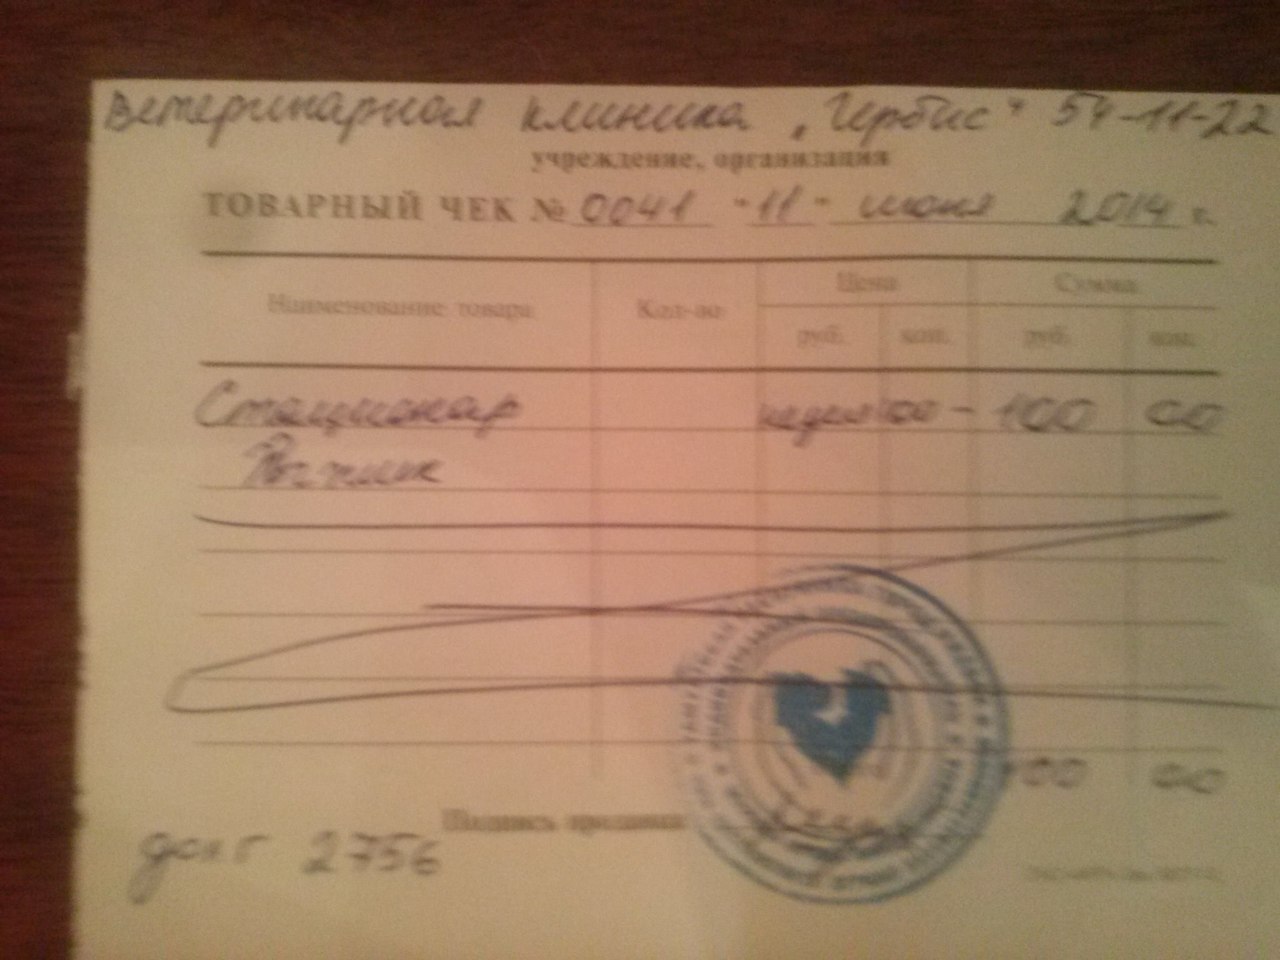 Ветеринарная клиника "Ирбис" 54-11-22
учреждение, организация
ТОВАРНЫЙ ЧЕК № 0041 "11" июня 2014 г.
Наименование товара Кол-во Цена Сумма
руб. коп. руб. коп.
Стационар неделя 100 - 100 00
Рыжик
100 00
Подпись продавца
долг 2756